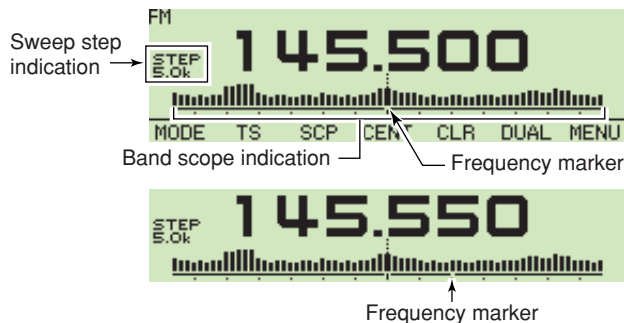 FM
Sweep step
indication
STEP
5.0k
145.500
MODE TS SCP CENT CLR DUAL MENU
Band scope indication
Frequency marker
STEP
5.0k
145.550
Frequency marker